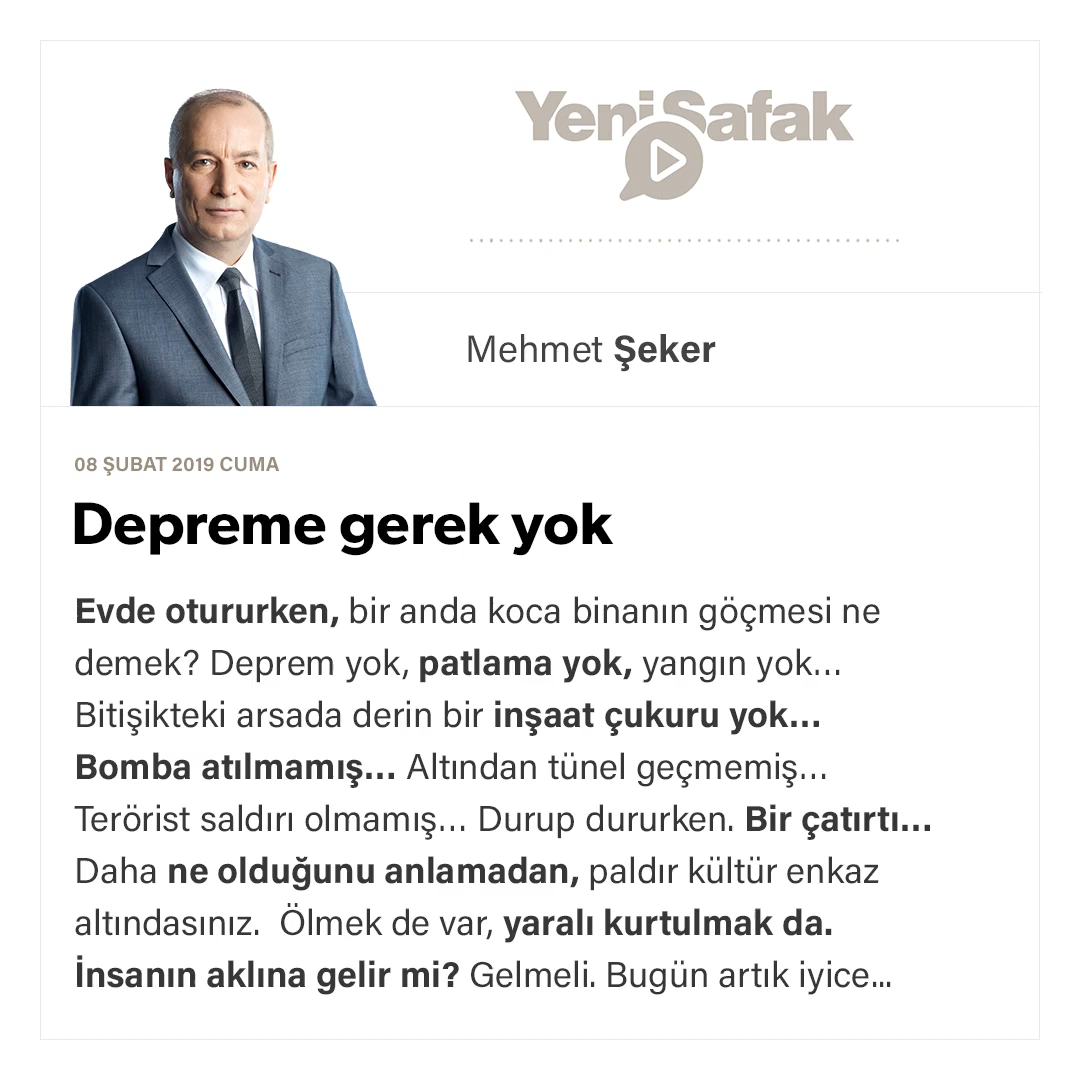 YeniŞafak
Mehmet Şeker
08 ŞUBAT 2019 CUMA
Depreme gerek yok
Evde otururken, bir anda koca binanın göçmesi ne
demek? Deprem yok, patlama yok, yangın yok...
Bitişikteki arsada derin bir inşaat çukuru yok...
Bomba atılmamış... Altından tünel geçmemiş...
Terörist saldırı olmamış... Durup dururken. Bir çatırtı...
Daha ne olduğunu anlamadan, paldır kültür enkaz
altındasınız.  Ölmek de var, yaralı kurtulmak da.
İnsanın aklına gelir mi? Gelmeli. Bugün artık iyice...